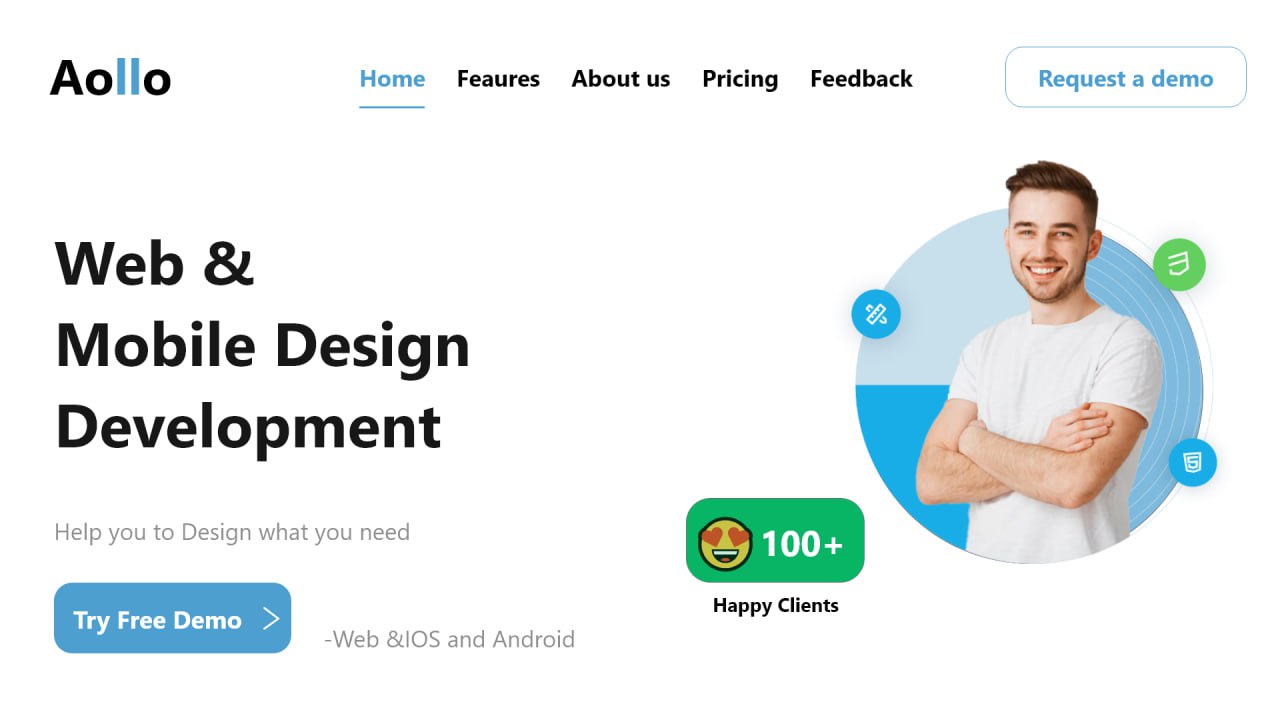 Aollo
Home Feaures About us Pricing Feedback
Request a demo
Web &
Mobile Design
Development
Help you to Design what you need
Try Free Demo
-Web &IOS and Android
100+
Happy Clients